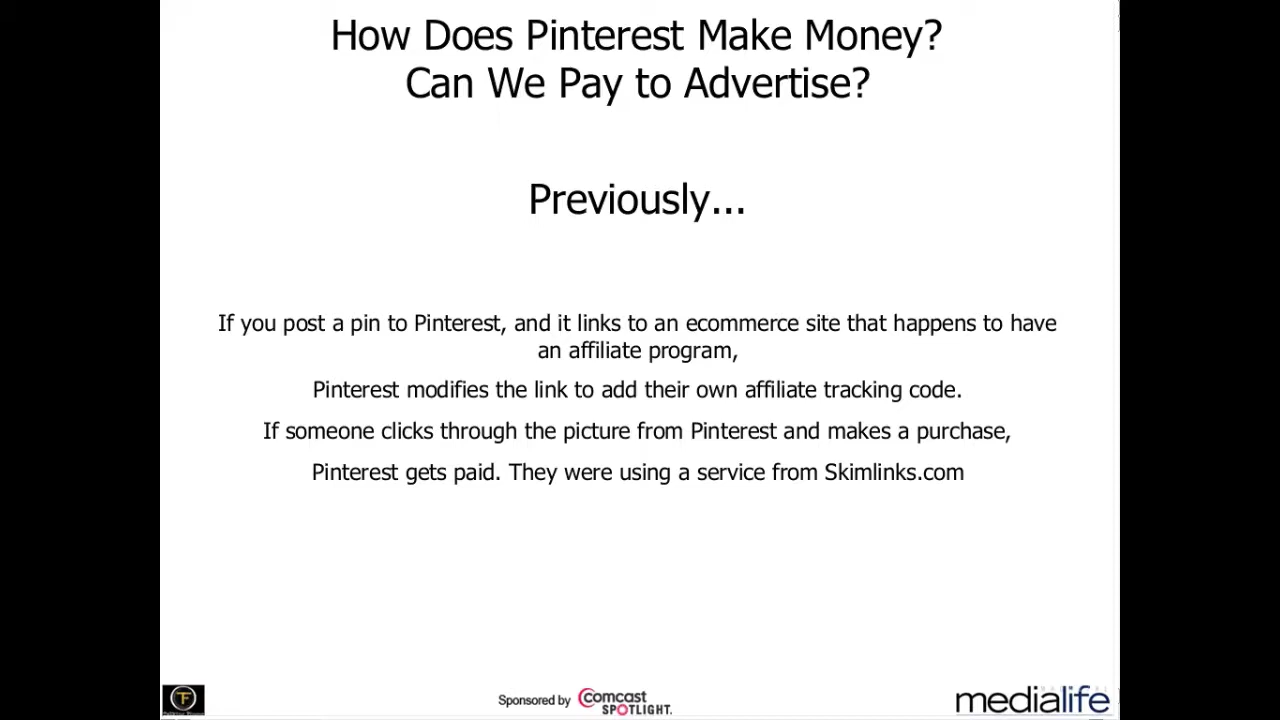 How Does Pinterest Make Money?
Can We Pay to Advertise?
Previously...
If you post a pin to Pinterest, and it links to an ecommerce site that happens to have
an affiliate program,
Pinterest modifies the link to add their own affiliate tracking code.
If someone clicks through the picture from Pinterest and makes a purchase,
Pinterest gets paid. They were using a service from Skimlinks.com
Sponsored by Comcast
SPOTLIGHT.
medialife